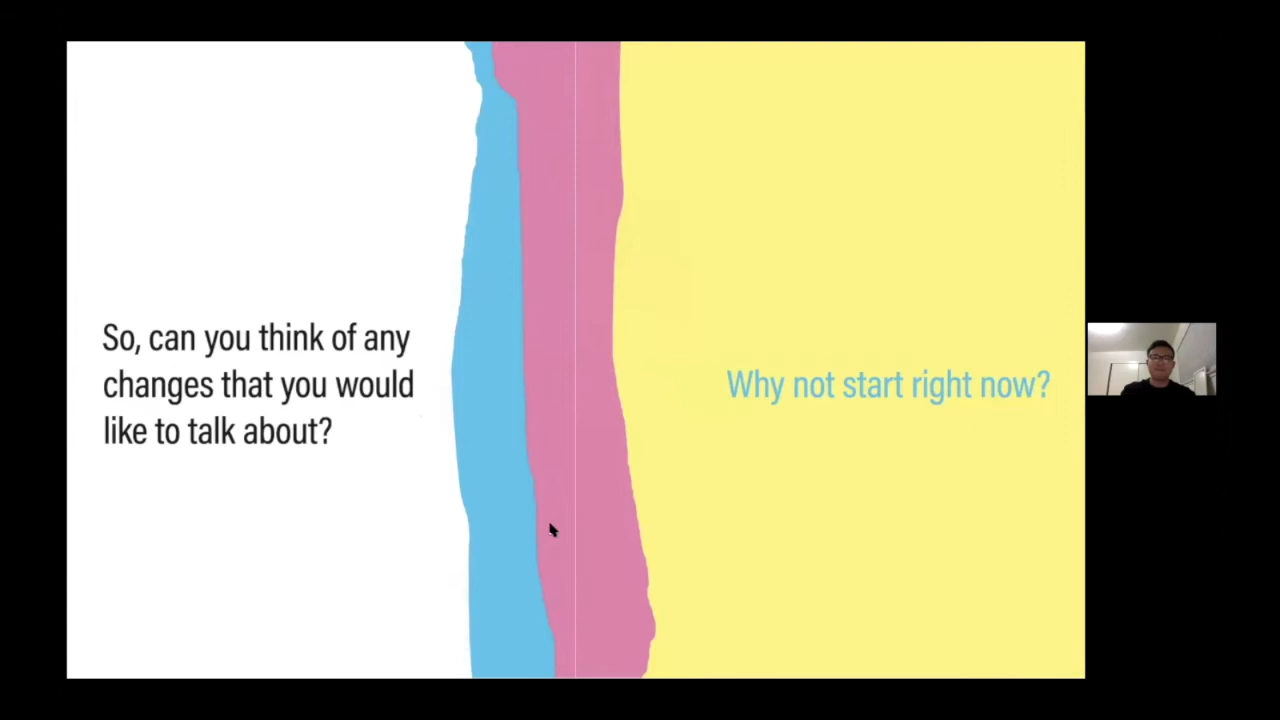 So, can you think of any
changes that you would
like to talk about?
Why not start right now?